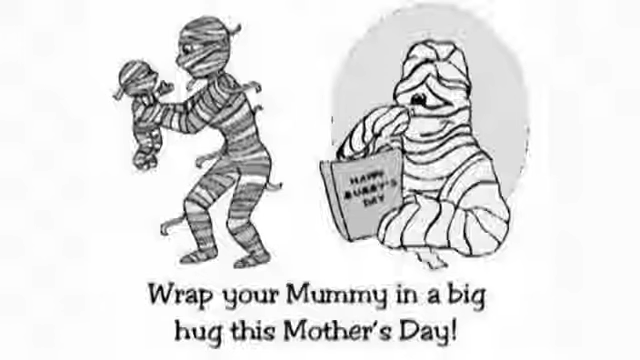 HAPPY
MUMMY'S
DAY
Wrap your Mummy in a big
hug this Mother's Day!